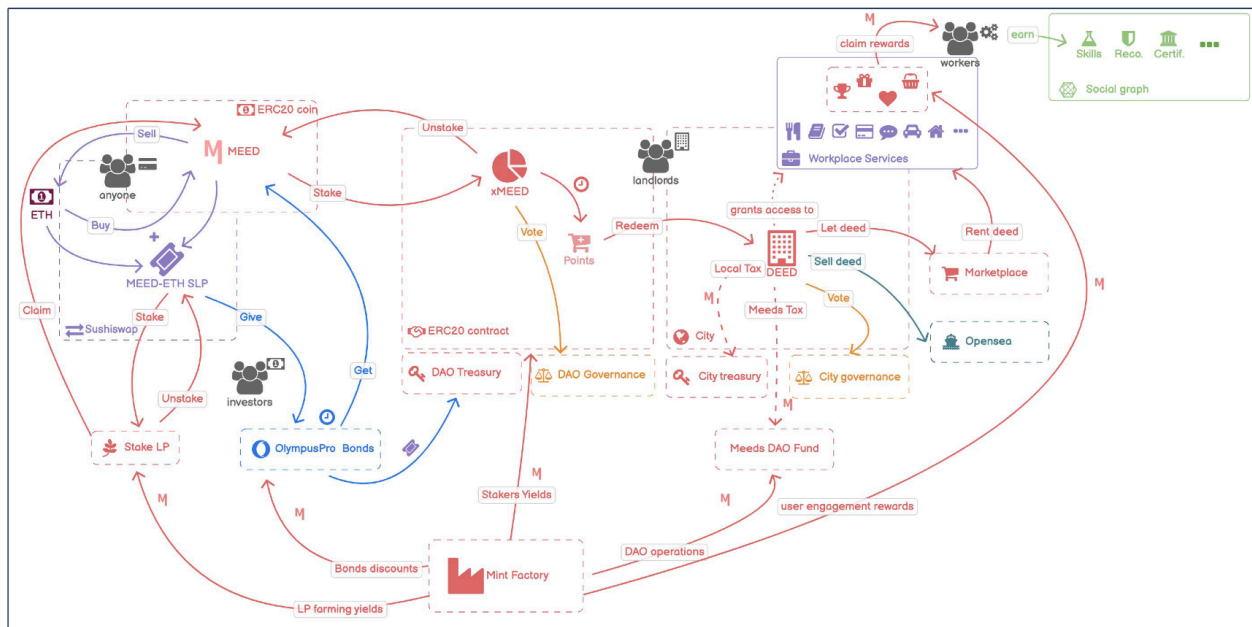 claim rewards
workers
earn
Skills
Reco.
Certif.
Social graph
ERC20 coin
MEED
Sell
anyone
ETH
Buy
MEED-ETH SLP
Sushiswap
Unstake
Stake
xMEED
Vote
Points
ERC20 contract
landlords
Workplace Services
grants access to
Redeem
DEED
Let deed
Rent deed
Marketplace
Local Tax
Sell deed
Meeds Tax
Vote
City
Opensea
Claim
Stake
Give
Unstake
investors
Get
DAO Treasury
DAO Governance
City treasury
City governance
Stake LP
OlympusPro Bonds
Meeds DAO Fund
Stakers Yields
user engagement rewards
Bonds discounts
Mint Factory
DAO operations
LP farming yields